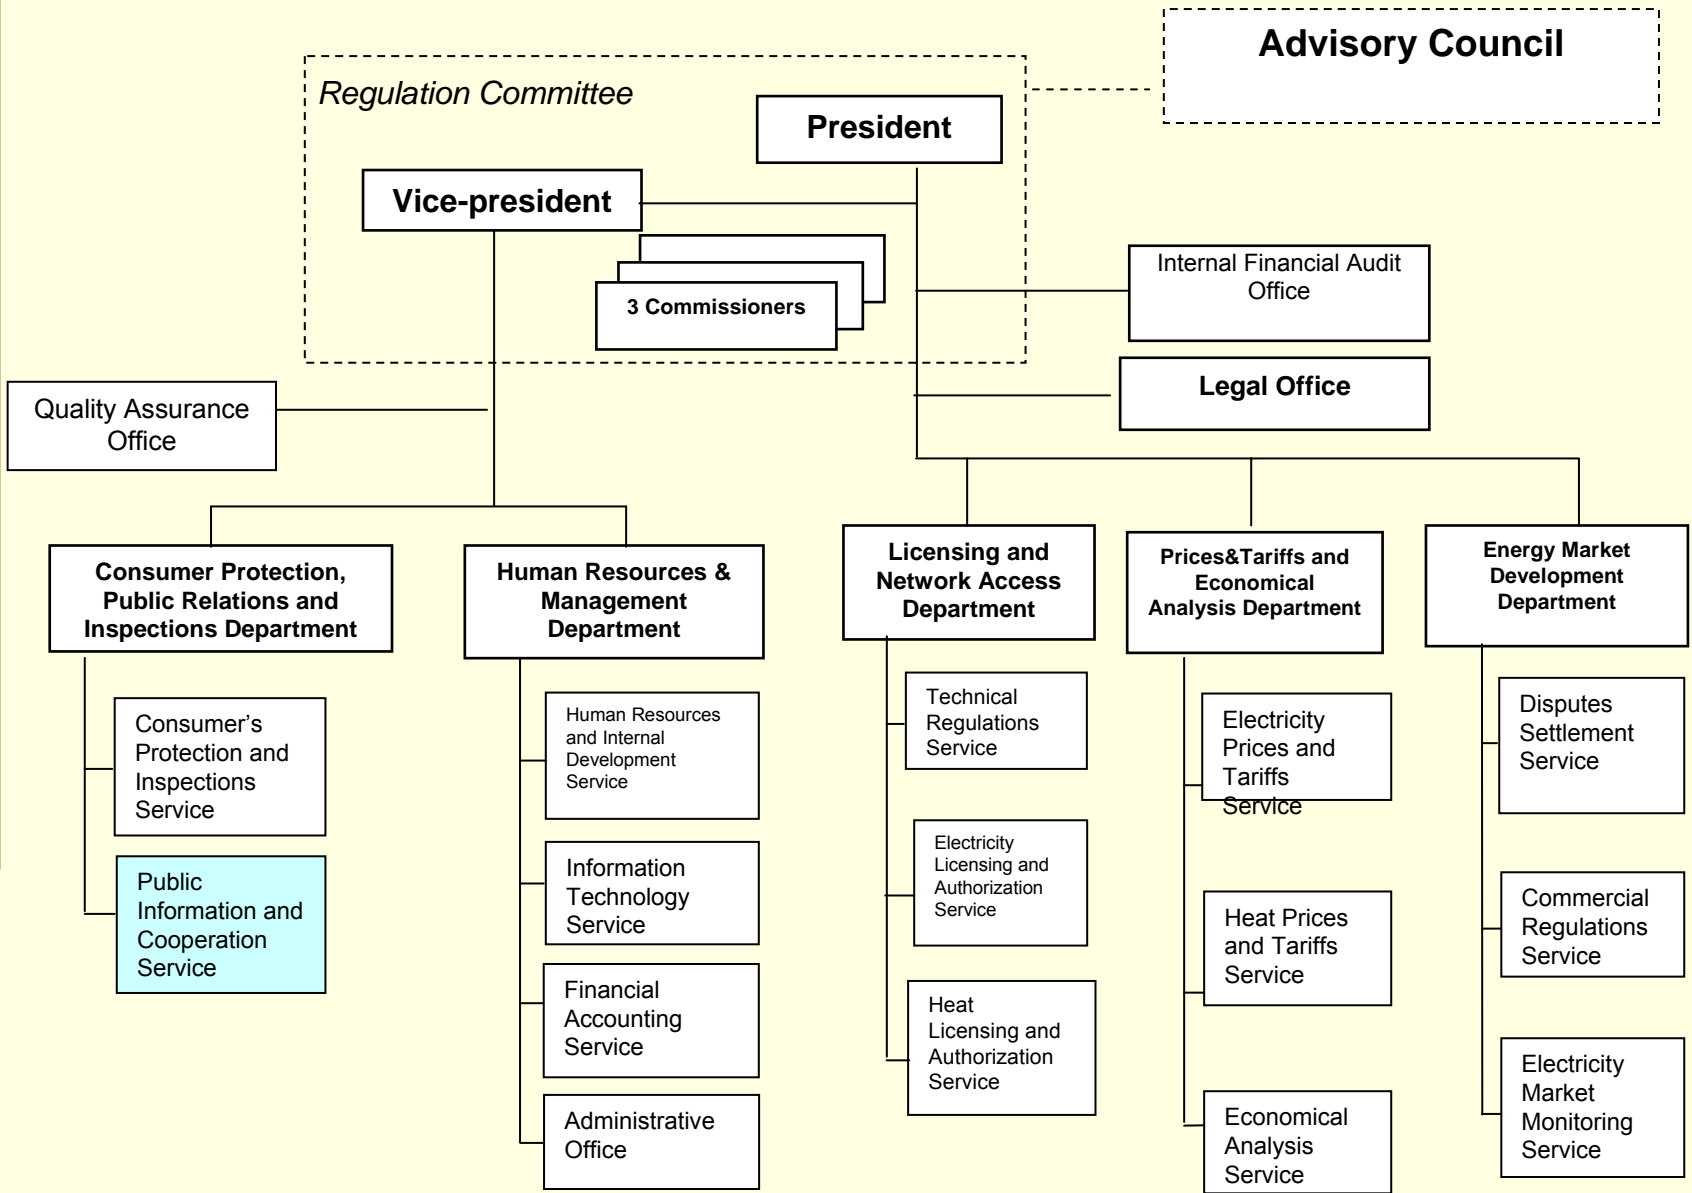 Advisory Council
Regulation Committee
President
Vice-president
3 Commissioners
Internal Financial Audit
Office
Legal Office
Quality Assurance
Office
Consumer Protection,
Public Relations and
Inspections Department
Human Resources &
Management
Department
Licensing and
Network Access
Department
Prices&Tariffs and
Economical
Analysis Department
Energy Market
Development
Department
Consumer’s
Protection and
Inspections
Service
Public
Information and
Cooperation
Service
Human Resources
and Internal
Development
Service
Information
Technology
Service
Financial
Accounting
Service
Administrative
Office
Technical
Regulations
Service
Electricity
Licensing and
Authorization
Service
Heat
Licensing and
Authorization
Service
Electricity
Prices and
Tariffs
Service
Heat Prices
and Tariffs
Service
Economical
Analysis
Service
Disputes
Settlement
Service
Commercial
Regulations
Service
Electricity
Market
Monitoring
Service